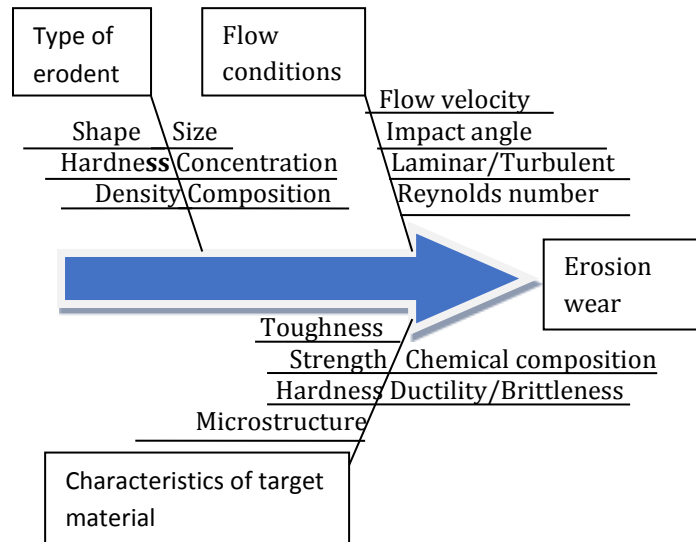 Type of
erodent
Flow
conditions
Flow velocity
Shape Size
Impact angle
Hardness Concentration
Laminar/Turbulent
Density Composition
Reynolds number
Erosion
wear
Toughness
Strength Chemical composition
Hardness Ductility/Brittleness
Microstructure
Characteristics of target
material